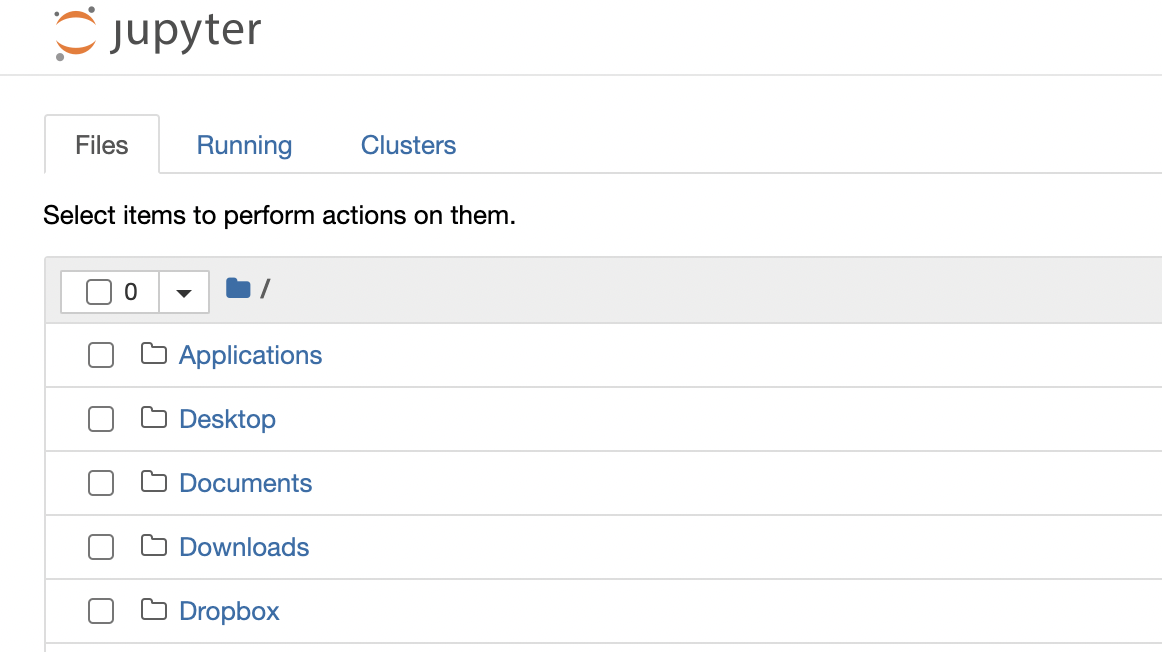 jupyter
Files Running Clusters
Select items to perform actions on them.
0 /
Applications
Desktop
Documents
Downloads
Dropbox